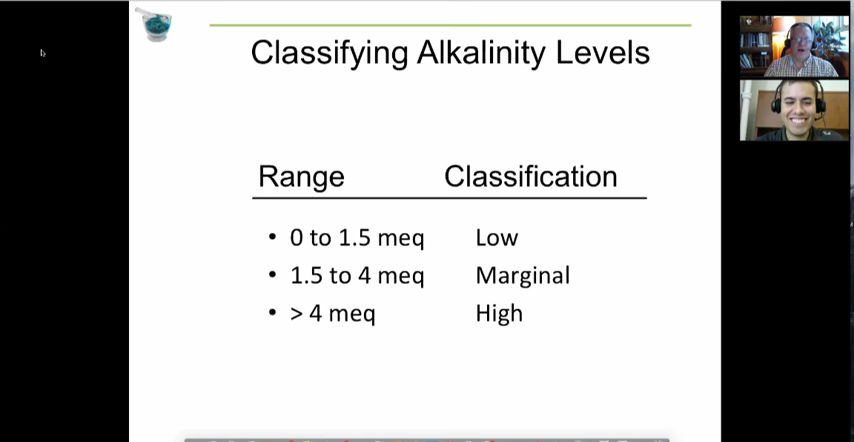 Classifying Alkalinity Levels
Range Classification
• 0 to 1.5 meq Low
• 1.5 to 4 meq Marginal
• > 4 meq High